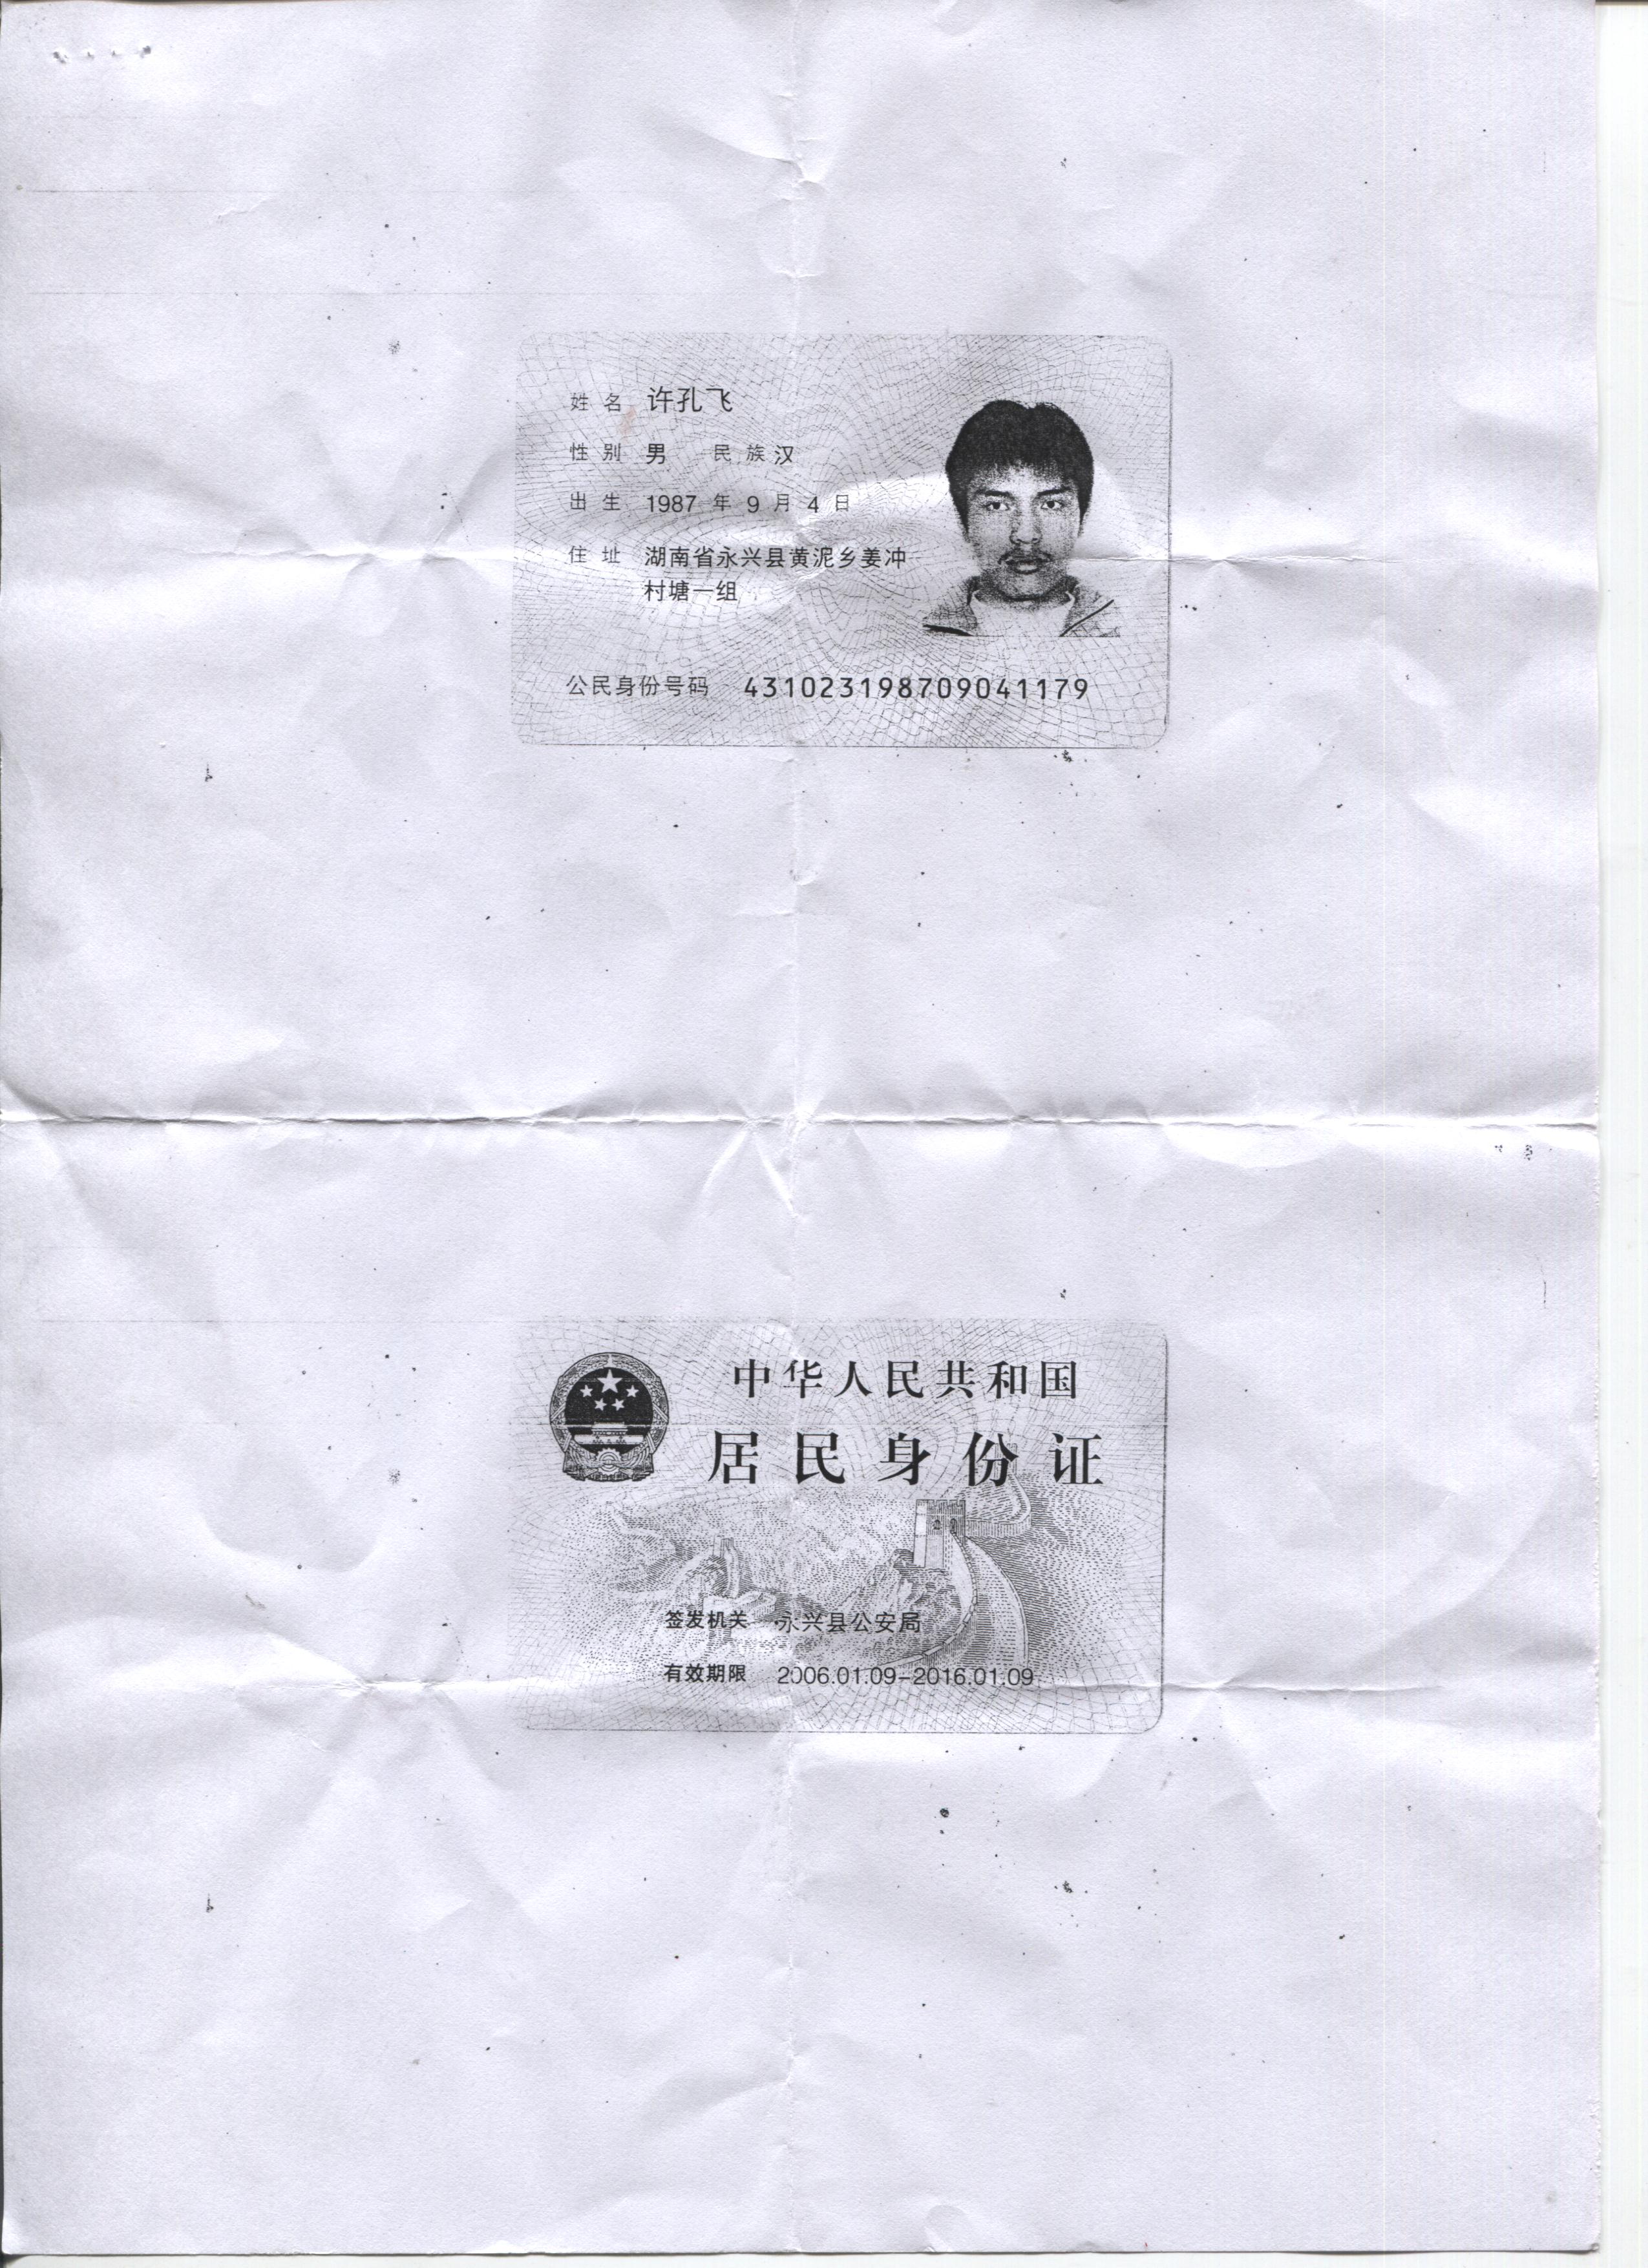 姓名 许孔飞
性别 男 民族 汉
出生 1987 年 9 月 4 日
住址 湖南省永兴县黄泥乡姜冲
村塘一组
公民身份号码 431023198709041179
中华人民共和国
居民身份证
签发机关 永兴县公安局
有效期限 2006.01.09-2016.01.09